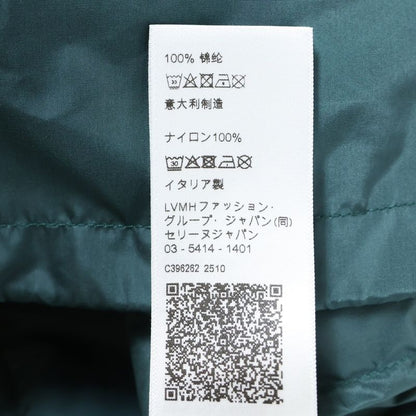 100% 锦纶
意大利制造
ナイロン100%
30
イタリア製
LVMHファッション・
グループ・ジャパン(同)
セリーヌジャパン
03 - 5414 - 1401
C396262 2510